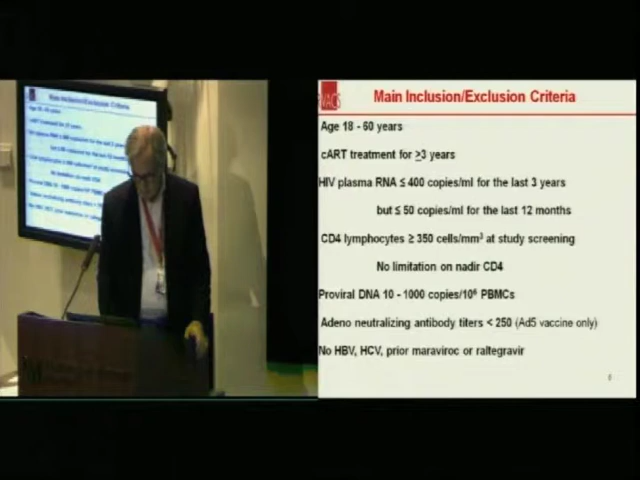 Main Inclusion/Exclusion Criteria
Age 18 - 60 years
cART treatment for ≥3 years
HIV plasma RNA ≤ 400 copies/ml for the last 3 years
but ≤ 50 copies/ml for the last 12 months
CD4 lymphocytes ≥ 350 cells/mm³ at study screening
No limitation on nadir CD4
Proviral DNA 10 - 1000 copies/10⁶ PBMCs
Adeno neutralizing antibody titers < 250 (Ad5 vaccine only)
No HBV, HCV, prior maraviroc or raltegravir